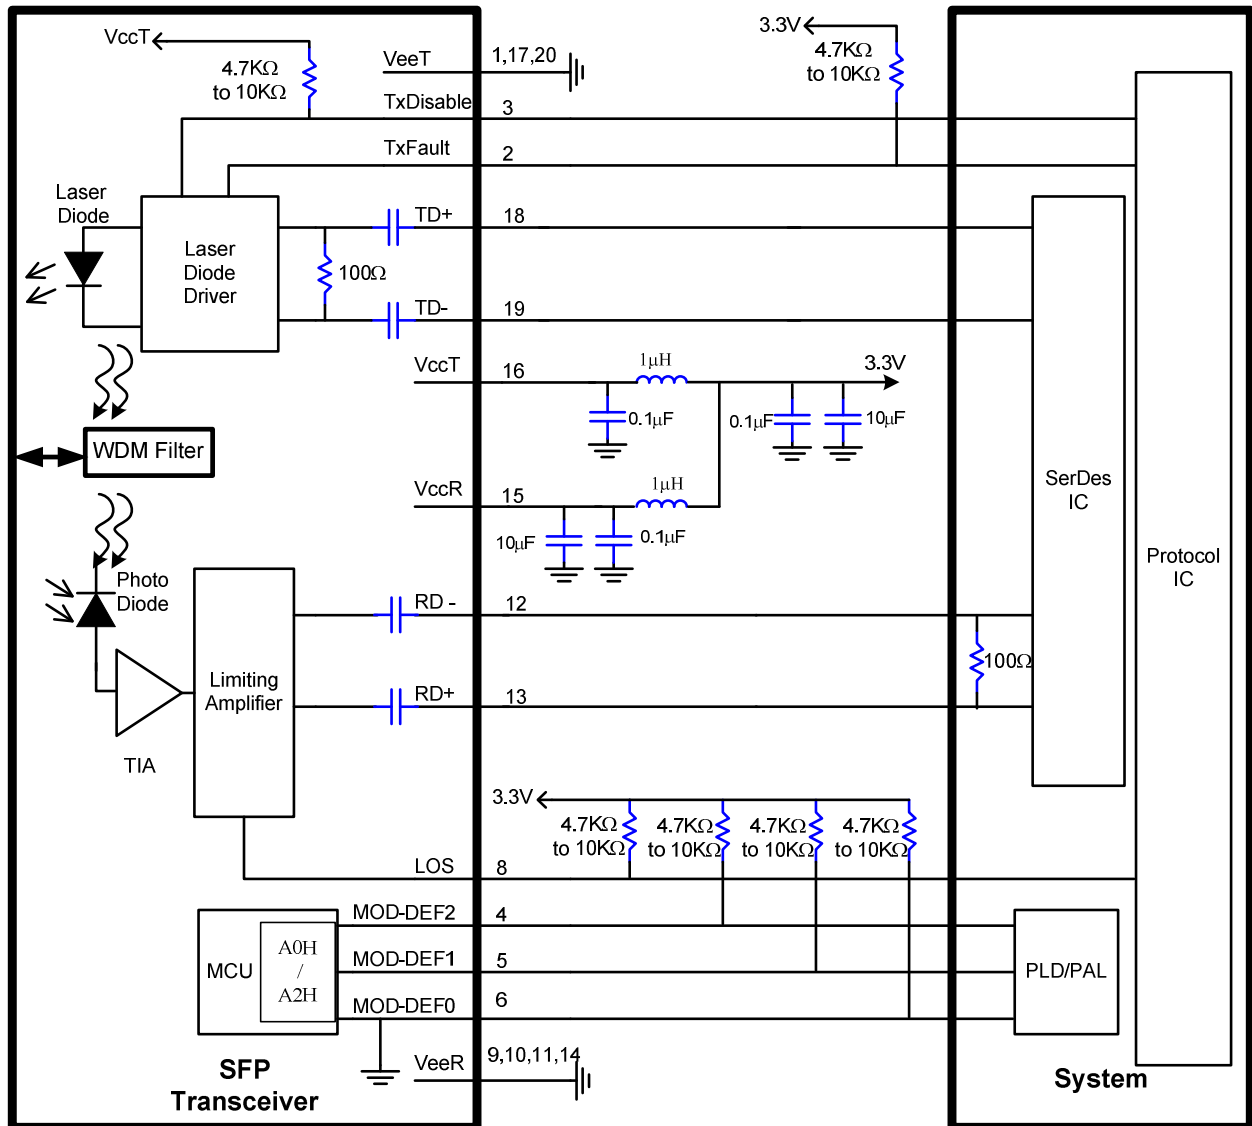 VccT
4.7KΩ
to 10KΩ
VeeT
1,17,20
3.3V
4.7KΩ
to 10KΩ
TxDisable
3
TxFault
2
Laser
Diode
Laser
Diode
Driver
100Ω
TD+
18
TD-
19
VccT
16
1µH
3.3V
0.1µF
0.1µF
10µF
WDM Filter
VccR
15
1µH
10µF
0.1µF
SerDes
IC
Protocol
IC
Photo
Diode
RD -
12
Limiting
Amplifier
RD+
13
100Ω
TIA
3.3V
4.7KΩ
to 10KΩ
4.7KΩ
to 10KΩ
4.7KΩ
to 10KΩ
4.7KΩ
to 10KΩ
LOS
8
MOD-DEF2
4
MCU
A0H
/
A2H
MOD-DEF1
5
PLD/PAL
MOD-DEF0
6
VeeR
9,10,11,14
SFP
Transceiver
System